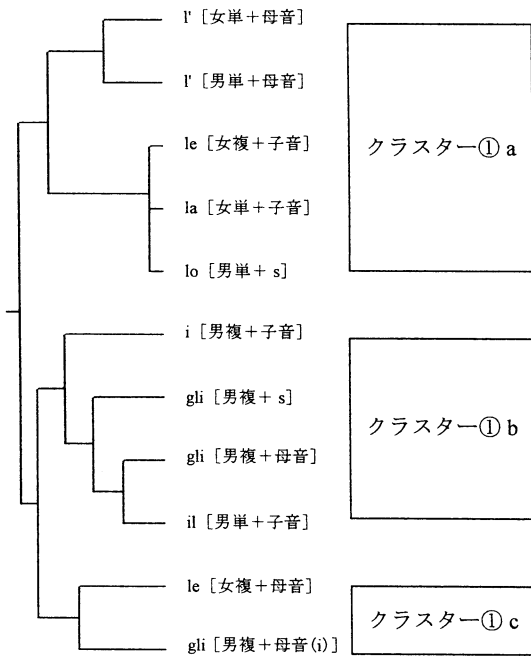 l' [女単＋母音]
l' [男単＋母音]
le [女複＋子音]
la [女単＋子音]
lo [男単＋s]
クラスター①a
i [男複＋子音]
gli [男複＋s]
gli [男複＋母音]
il [男単＋子音]
クラスター①b
le [女複＋母音]
gli [男複＋母音(i)]
クラスター①c